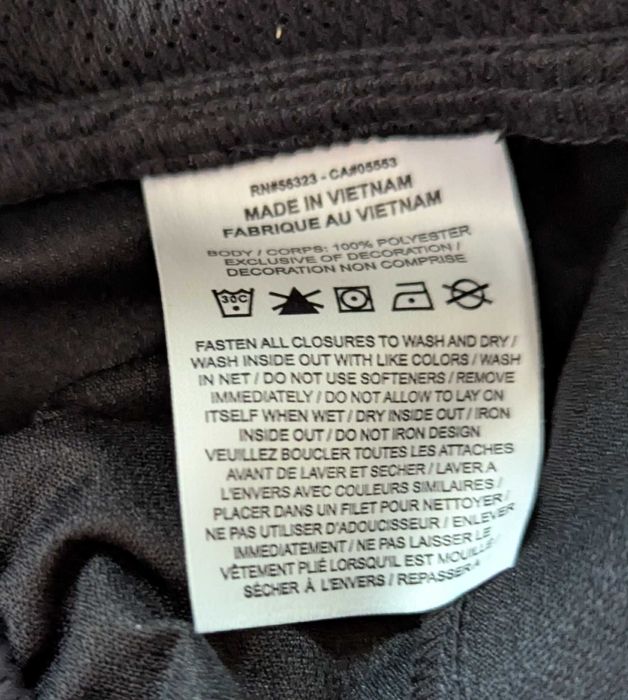 RN#56323 - CA#05553
MADE IN VIETNAM
FABRIQUE AU VIETNAM
BODY / CORPS: 100% POLYESTER
EXCLUSIVE OF DECORATION /
DECORATION NON COMPRISE
30C
FASTEN ALL CLOSURES TO WASH AND DRY /
WASH INSIDE OUT WITH LIKE COLORS / WASH
IN NET / DO NOT USE SOFTENERS / REMOVE
IMMEDIATELY / DO NOT ALLOW TO LAY ON
ITSELF WHEN WET / DRY INSIDE OUT / IRON
INSIDE OUT / DO NOT IRON DESIGN
VEUILLEZ BOUCLER TOUTES LES ATTACHES
AVANT DE LAVER ET SECHER / LAVER A
L'ENVERS AVEC COULEURS SIMILAIRES /
PLACER DANS UN FILET POUR NETTOYER /
NE PAS UTILISER D'ADOUCISSEUR / ENLEVER
IMMEDIATEMENT / NE PAS LAISSER LE
VÊTEMENT PLIÉ LORSQU'IL EST MOUILLÉ /
SÉCHER À L'ENVERS / REPASSER A